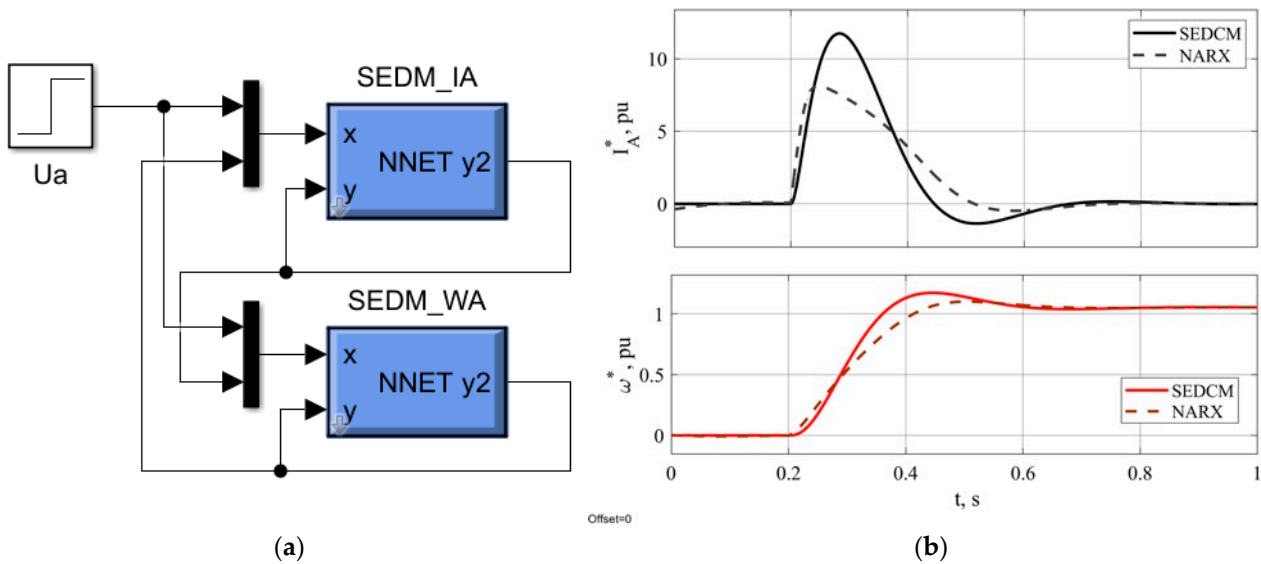 Ua
SEDM_IA
x
NNET y2
y
SEDM_WA
x
NNET y2
y
Offset=0
(a)
I*A, pu
10
5
0
SEDCM
NARX
ω*, pu
1
0.5
0
SEDCM
NARX
0 0.2 0.4 0.6 0.8 1
t, s
(b)